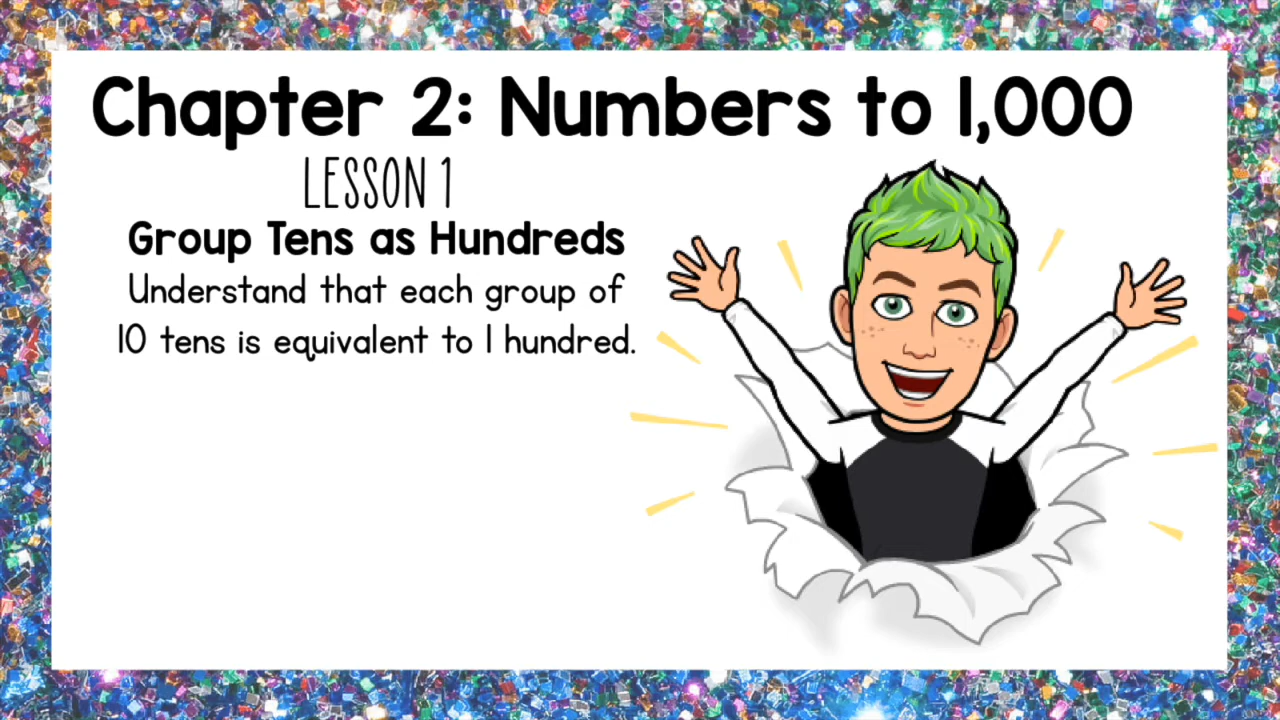 Chapter 2: Numbers to 1,000
LESSON 1
Group Tens as Hundreds
Understand that each group of
10 tens is equivalent to 1 hundred.